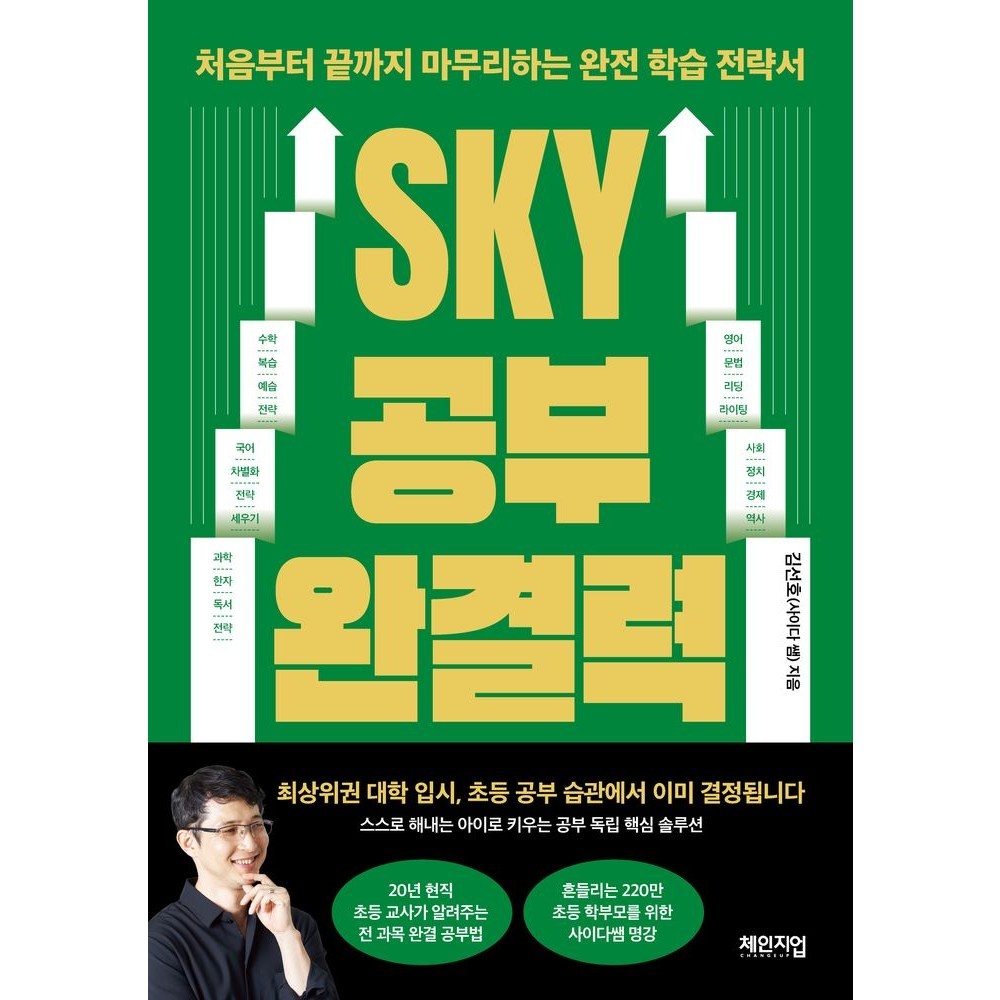 처음부터 끝까지 마무리하는 완전 학습 전략서
SKY
공부
완결력
수학
복습
예습
전략
국어
차별화
전략
세우기
과학
한자
독서
전략
영어
문법
리딩
라이팅
사회
정치
경제
역사
김선호(사이다 쌤) 지음
최상위권 대학 입시, 초등 공부 습관에서 이미 결정됩니다
스스로 해내는 아이로 키우는 공부 독립 핵심 솔루션
20년 현직
초등 교사가 알려주는
전 과목 완결 공부법
흔들리는 220만
초등 학부모를 위한
사이다쌤 명강
체인지업
CHANGEUP